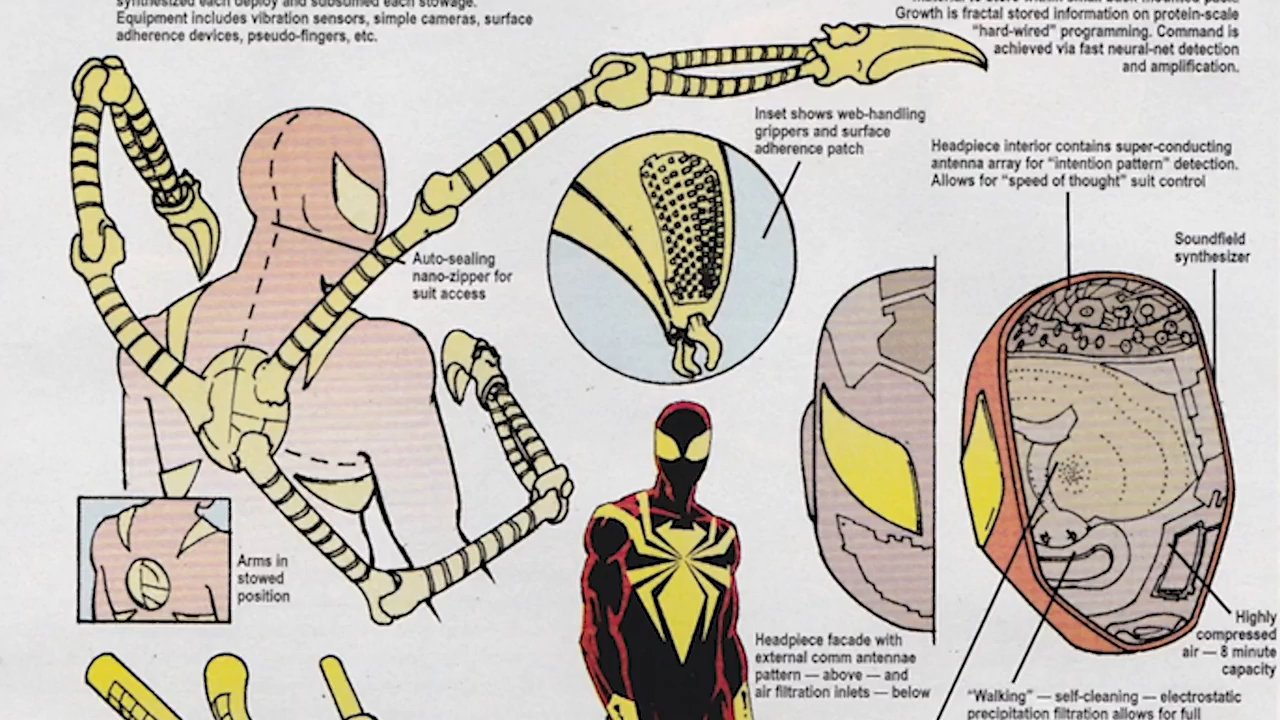 synthesized each deploy and subsumed each stowage.
Equipment includes vibration sensors, simple cameras, surface
adherence devices, pseudo-fingers, etc.
Growth is fractal stored information on protein-scale
“hard-wired” programming. Command is
achieved via fast neural-net detection
and amplification.
Inset shows web-handling
grippers and surface
adherence patch
Headpiece interior contains super-conducting
antenna array for “intention pattern” detection.
Allows for “speed of thought” suit control
Soundfield
synthesizer
Auto-sealing
nano-zipper for
suit access
Arms in
stowed
position
Headpiece facade with
external comm antennae
pattern — above — and
air filtration inlets — below
Highly
compressed
air — 8 minute
capacity
“Walking” — self-cleaning — electrostatic
precipitation filtration allows for full